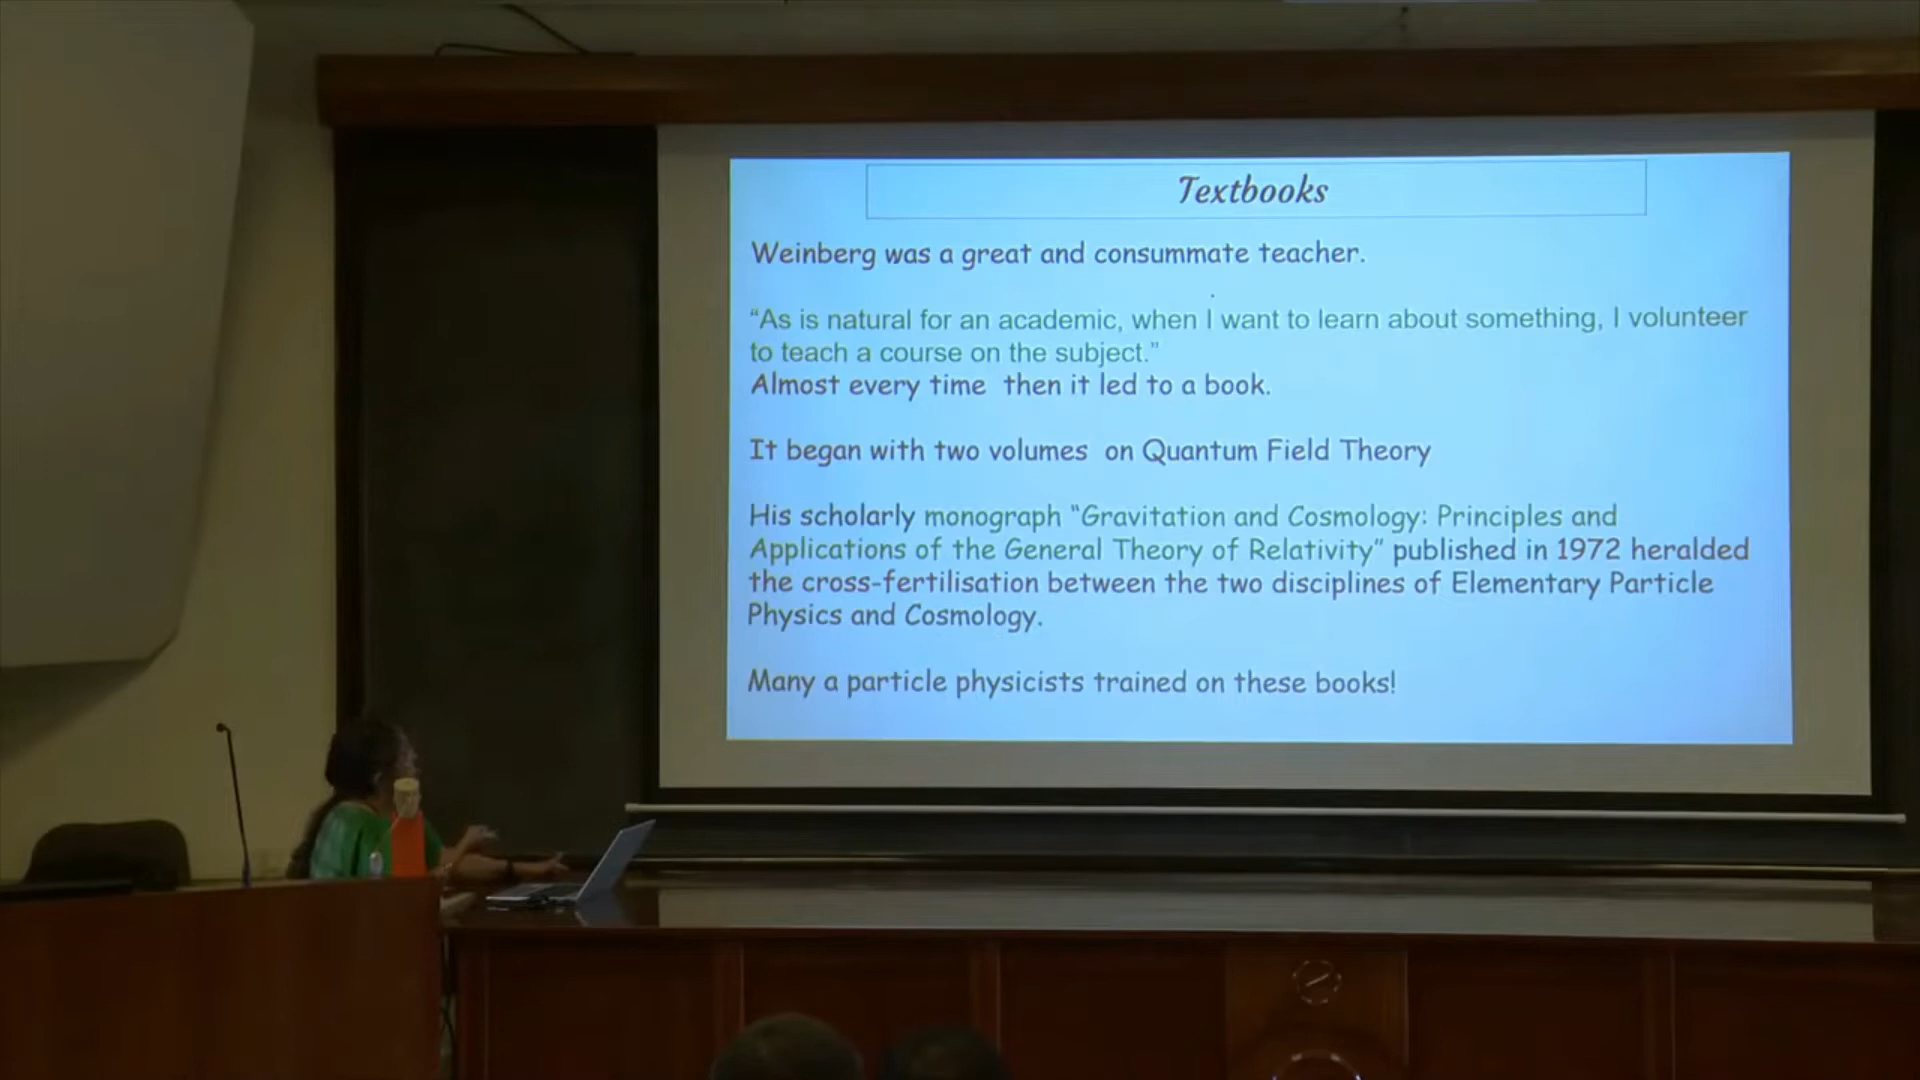 Textbooks
Weinberg was a great and consummate teacher.
“As is natural for an academic, when I want to learn about something, I volunteer
to teach a course on the subject.”
Almost every time then it led to a book.
It began with two volumes on Quantum Field Theory
His scholarly monograph “Gravitation and Cosmology: Principles and
Applications of the General Theory of Relativity” published in 1972 heralded
the cross-fertilisation between the two disciplines of Elementary Particle
Physics and Cosmology.
Many a particle physicists trained on these books!